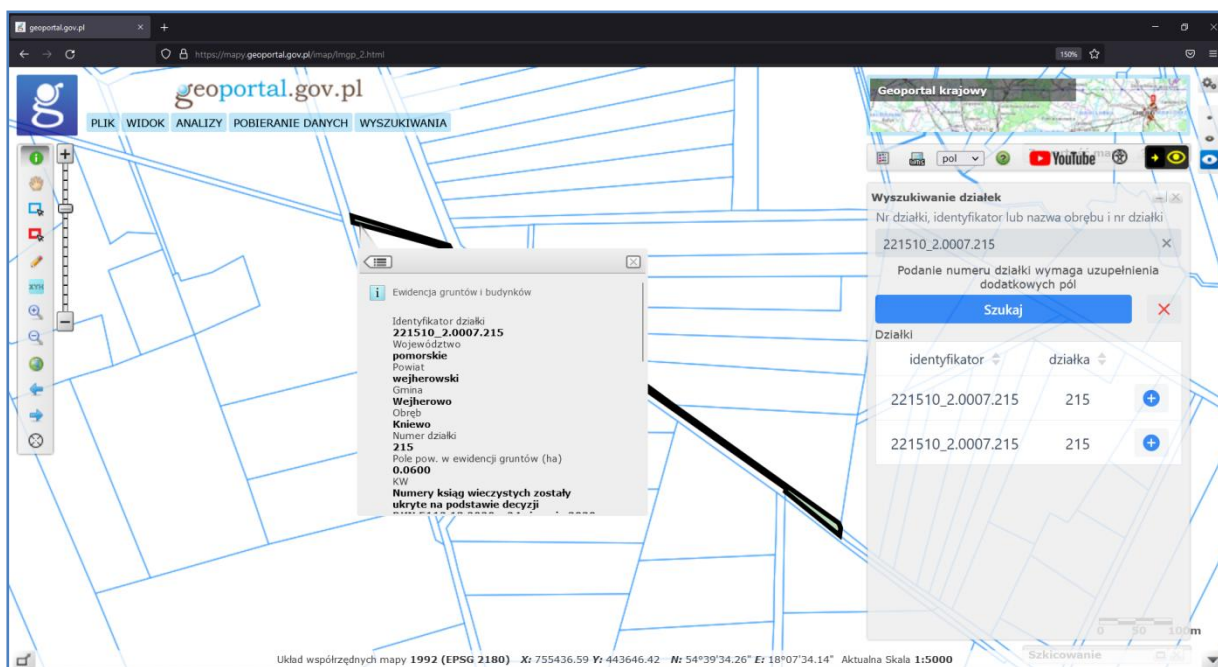 geoportal.gov.pl
https://mapy.geoportal.gov.pl/imap/Imgp_2.html
150%
geoportal.gov.pl
PLIK WIDOK ANALIZY POBIERANIE DANYCH WYSZUKIWANIA
Geoportal krajowy
pol
YouTube
Wyszukiwanie działek
Nr działki, identyfikator lub nazwa obrębu i nr działki
221510_2.0007.215
Podanie numeru działki wymaga uzupełnienia
dodatkowych pól
Szukaj
Działki
identyfikator działka
221510_2.0007.215 215
221510_2.0007.215 215
XYH
Ewidencja gruntów i budynków
Identyfikator działki
221510_2.0007.215
Województwo
pomorskie
Powiat
wejherowski
Gmina
Wejherowo
Obręb
Kniewo
Numer działki
215
Pole pow. w ewidencji gruntów (ha)
0.0600
KW
Numery ksiąg wieczystych zostały
ukryte na podstawie decyzji
0 50 100m
Szkicowanie
Układ współrzędnych mapy 1992 (EPSG 2180) X: 755436.59 Y: 443646.42 N: 54°39'34.26" E: 18°07'34.14" Aktualna Skala 1:5000